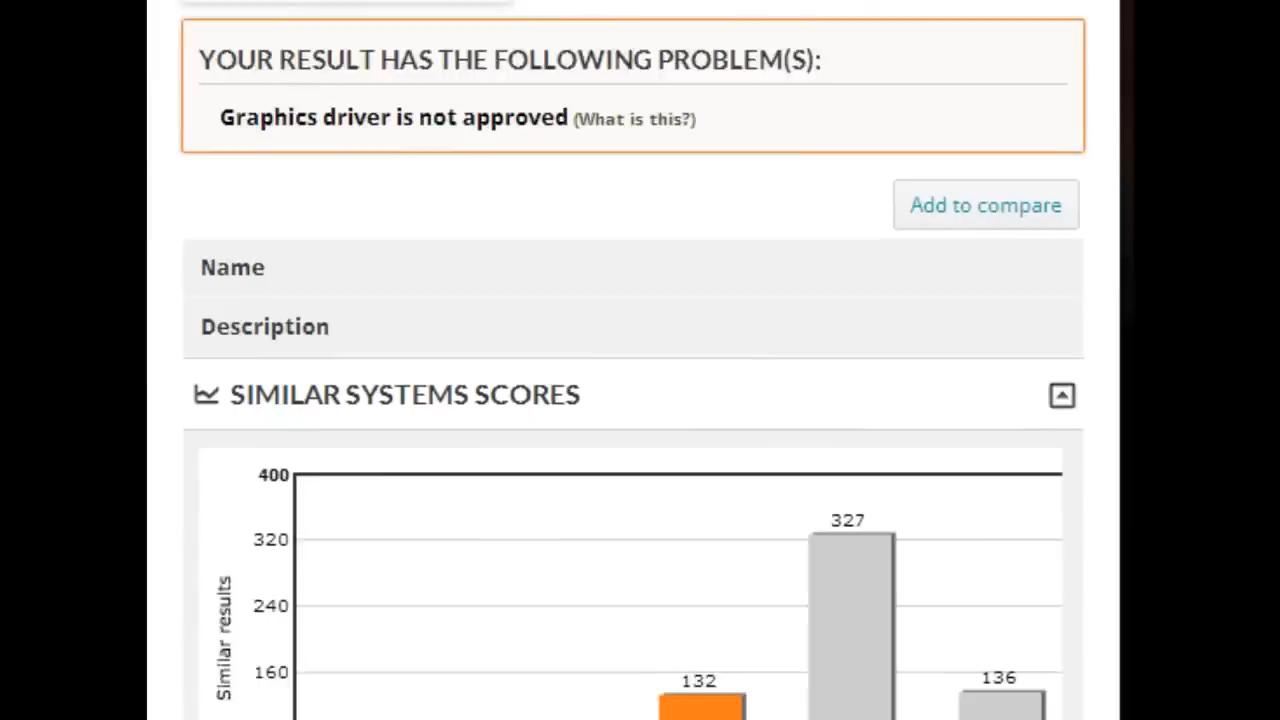 YOUR RESULT HAS THE FOLLOWING PROBLEM(S):
Graphics driver is not approved (What is this?)
Add to compare
Name
Description
SIMILAR SYSTEMS SCORES
400
327
320
240
Similar results
160
132
136